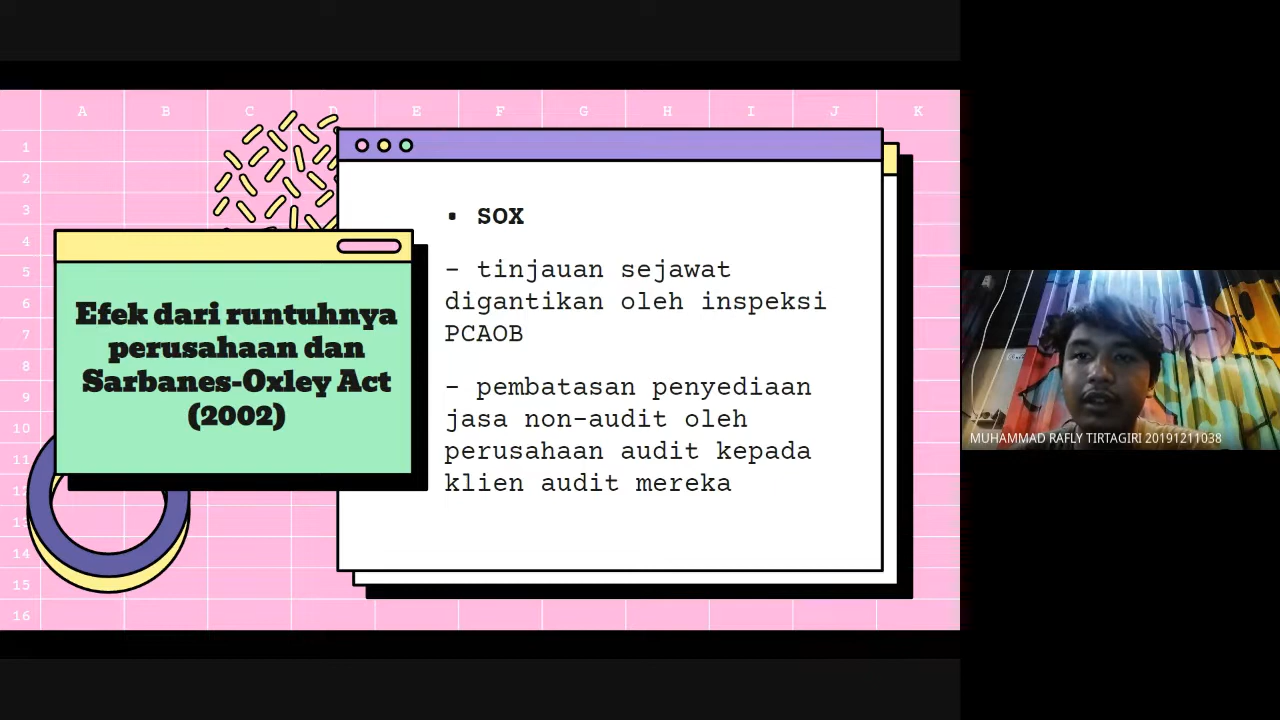 A B C D E F G H I J K
1
2
3
4
5
6
7
8
9
10
11
12
13
14
15
16
Efek dari runtuhnya
perusahaan dan
Sarbanes-Oxley Act
(2002)
• SOX
- tinjauan sejawat
digantikan oleh inspeksi
PCAOB
- pembatasan penyediaan
jasa non-audit oleh
perusahaan audit kepada
klien audit mereka
MUHAMMAD RAFLY TIRTAGIRI 20191211038